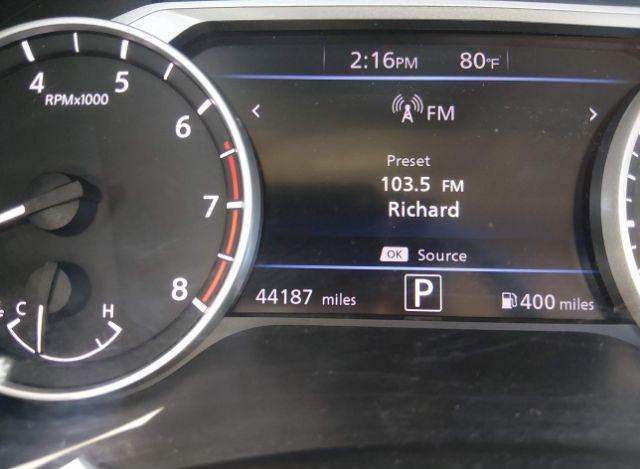 2:16PM 80°F
4 5 6 7 8
RPMx1000
< FM >
Preset
103.5 FM
Richard
OK Source
44187 miles P 400 miles
C H